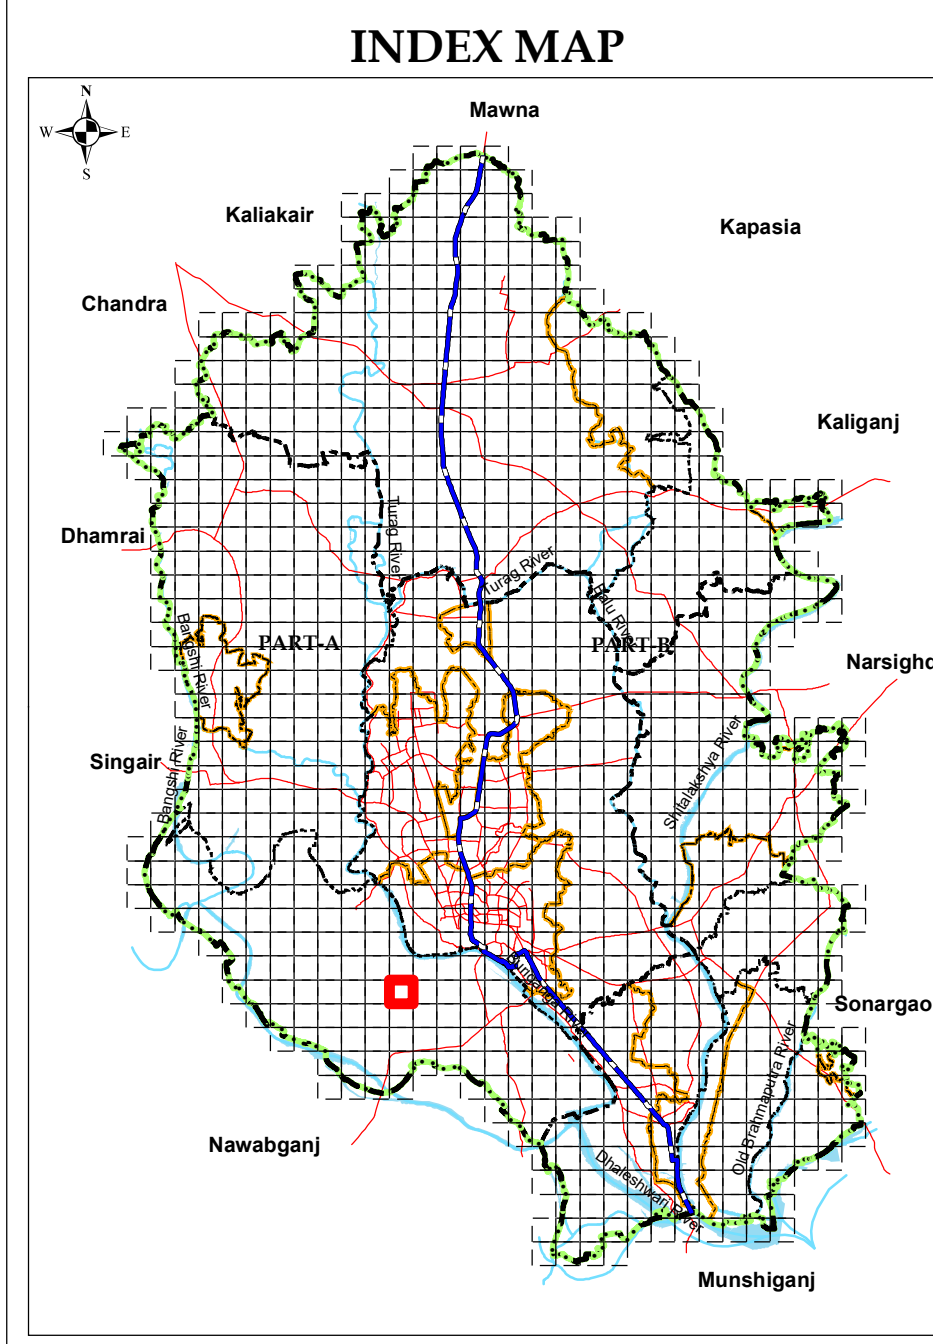 INDEX MAP
N
W E
S
Mawna
Kaliakair
Kapasia
Chandra
Kaliganj
Dhamrai
Turag River
Turag River
Balu River
Bangshi River
PART-A
PART-B
Narsighd
Shitalakshya River
Singair
Bangshi River
Buriganga River
Sonargao
Old Brahmaputra River
Nawabganj
Dhaleshwari River
Munshiganj